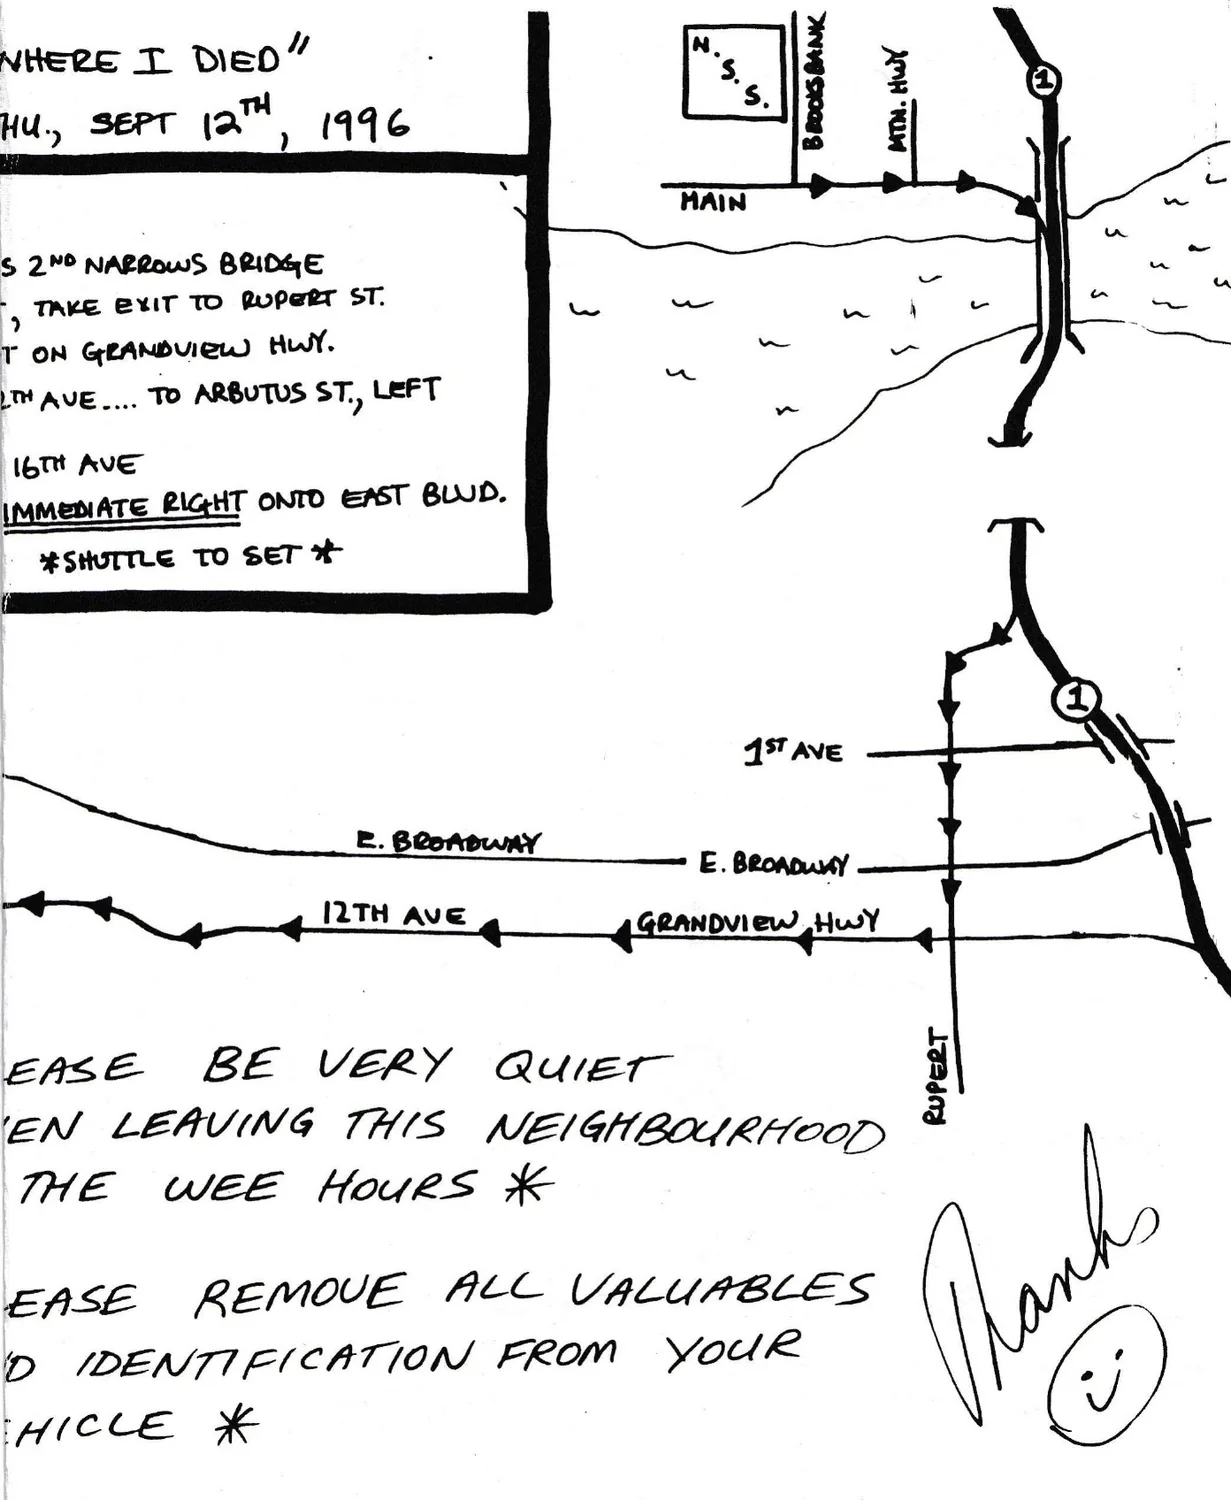 WHERE I DIED"
HU., SEPT 12TH, 1996
S 2ND NARROWS BRIDGE
, TAKE EXIT TO RUPERT ST.
T ON GRANDVIEW HWY.
2TH AVE.... TO ARBUTUS ST., LEFT
16TH AVE
IMMEDIATE RIGHT ONTO EAST BLVD.
*SHUTTLE TO SET*
N.
S.
S.
BROOKSBANK
MTN. HWY
1
MAIN
1
1ST AVE
E. BROADWAY
E. BROADWAY
12TH AVE
GRANDVIEW HWY
RUPERT
EASE BE VERY QUIET
EN LEAVING THIS NEIGHBOURHOOD
THE WEE HOURS *
EASE REMOVE ALL VALUABLES
D IDENTIFICATION FROM YOUR
HICLE *
Thanks